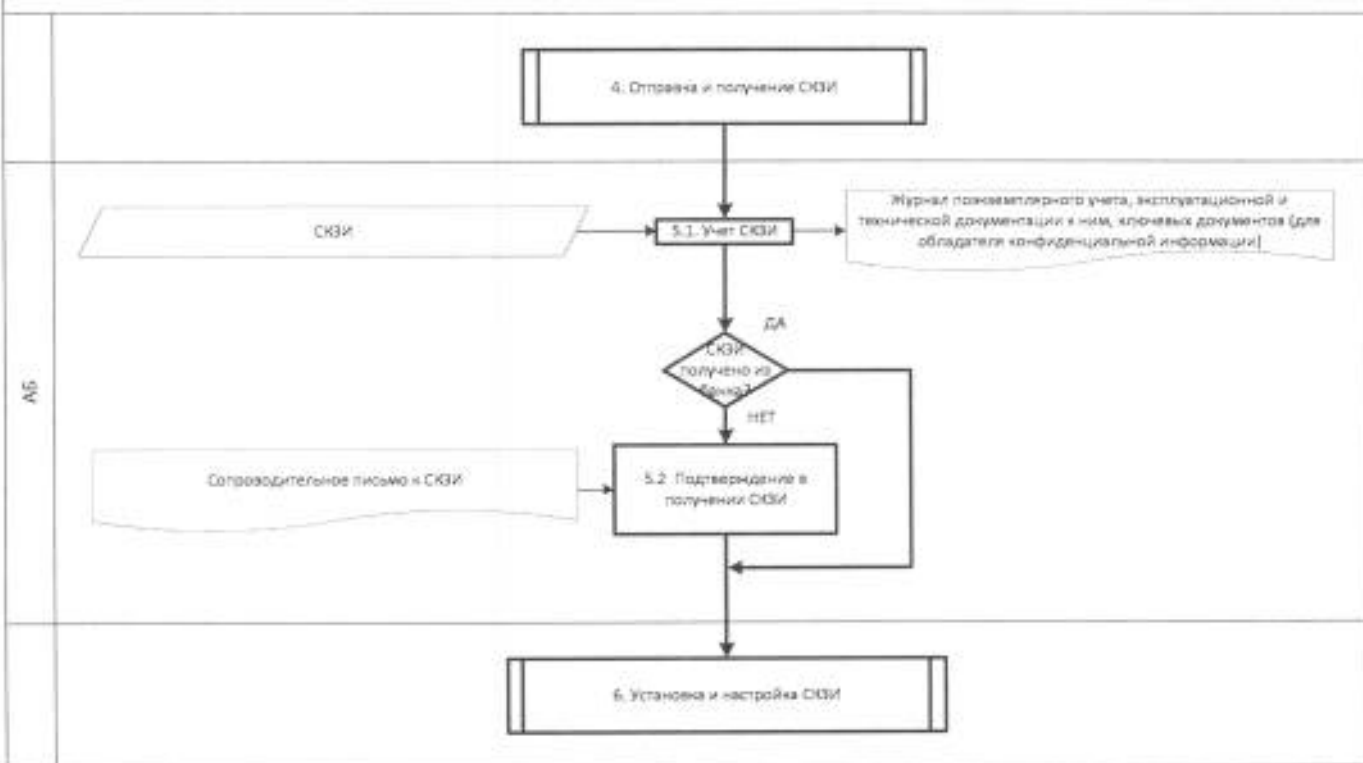 4. Отправка и получение СКЗИ
СКЗИ
5.1. Учет СКЗИ
Журнал поэкземплярного учета, эксплуатационной и
технической документации к ним, ключевых документов (для
обладателя конфиденциальной информации)
ДА
СКЗИ
получено из
банка?
НЕТ
АБ
Сопроводительное письмо к СКЗИ
5.2 Подтверждение в
получении СКЗИ
6. Установка и настройка СКЗИ